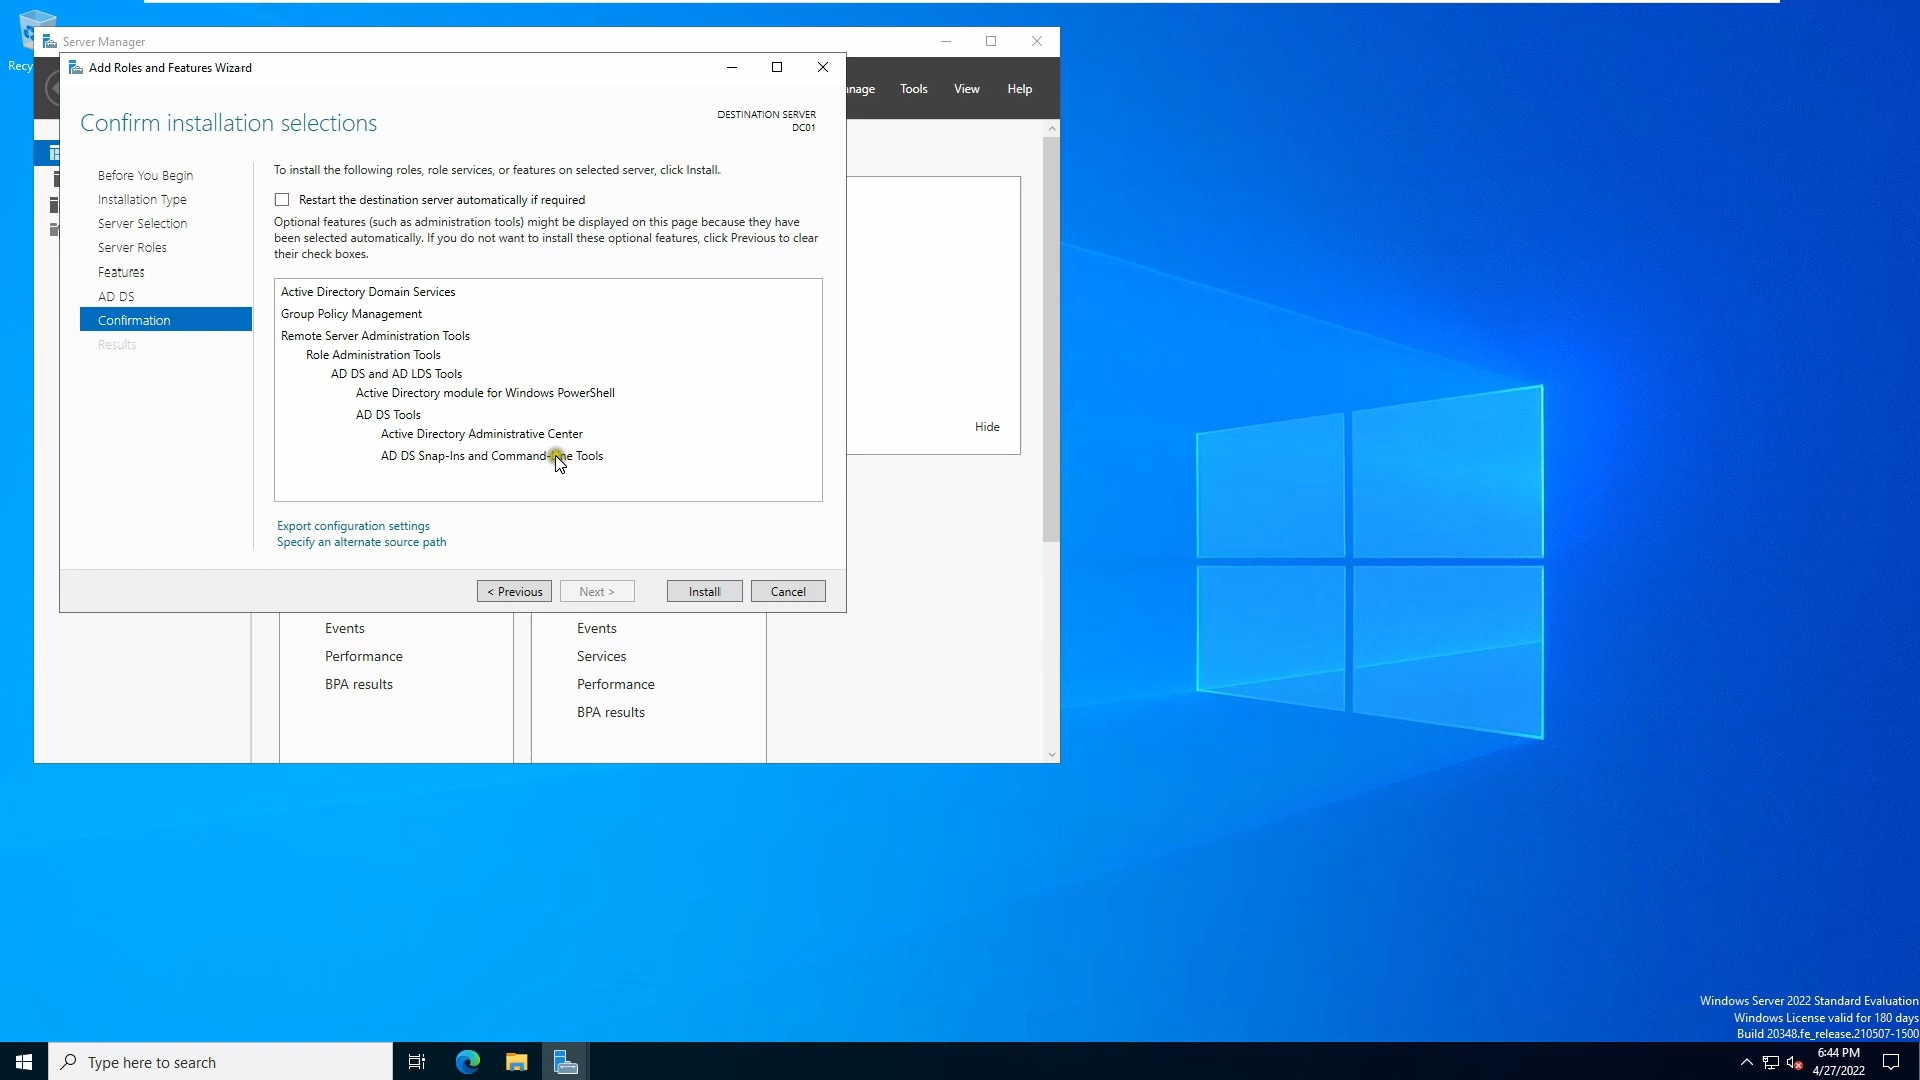 Recy
Server Manager
Add Roles and Features Wizard
Tools
View
Help
Confirm installation selections
DESTINATION SERVER
DC01
Before You Begin
Installation Type
Server Selection
Server Roles
Features
AD DS
Confirmation
Results
To install the following roles, role services, or features on selected server, click Install.
Restart the destination server automatically if required
Optional features (such as administration tools) might be displayed on this page because they have
been selected automatically. If you do not want to install these optional features, click Previous to clear
their check boxes.
Active Directory Domain Services
Group Policy Management
Remote Server Administration Tools
Role Administration Tools
AD DS and AD LDS Tools
Active Directory module for Windows PowerShell
AD DS Tools
Active Directory Administrative Center
AD DS Snap-Ins and Command-Line Tools
Export configuration settings
Specify an alternate source path
< Previous
Next >
Install
Cancel
Hide
Events
Performance
BPA results
Events
Services
Performance
BPA results
Windows Server 2022 Standard Evaluation
Windows License valid for 180 days
Build 20348.fe_release.210507-1500
Type here to search
6:44 PM
4/27/2022